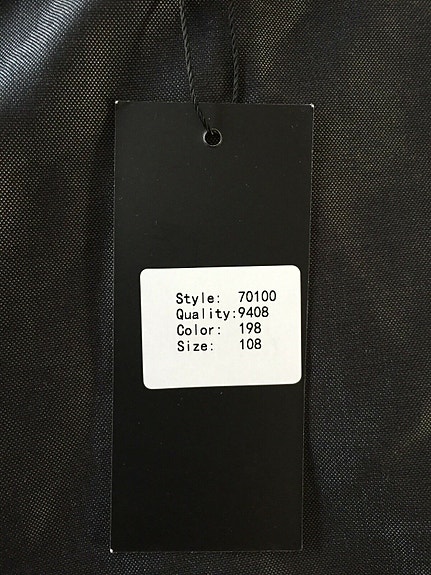 Style: 70100
Quality:9408
Color: 198
Size: 108